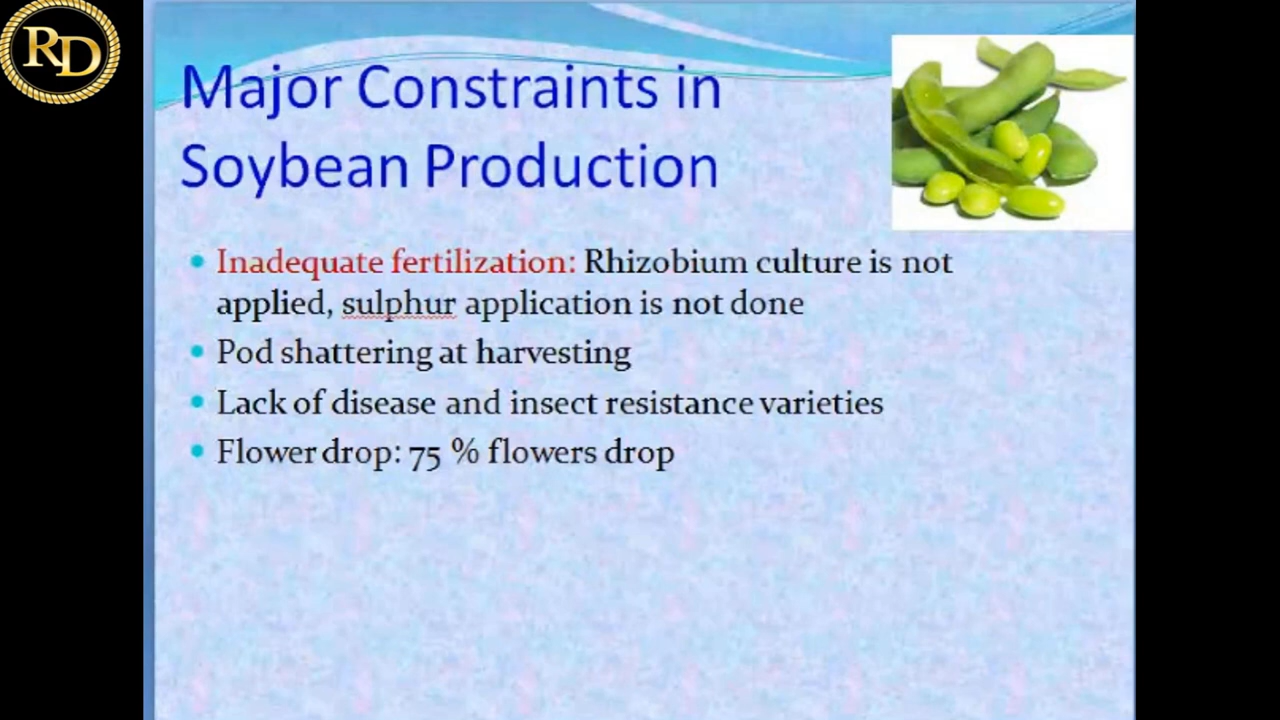 RD
Major Constraints in
Soybean Production
• Inadequate fertilization: Rhizobium culture is not
applied, sulphur application is not done
• Pod shattering at harvesting
• Lack of disease and insect resistance varieties
• Flower drop: 75 % flowers drop